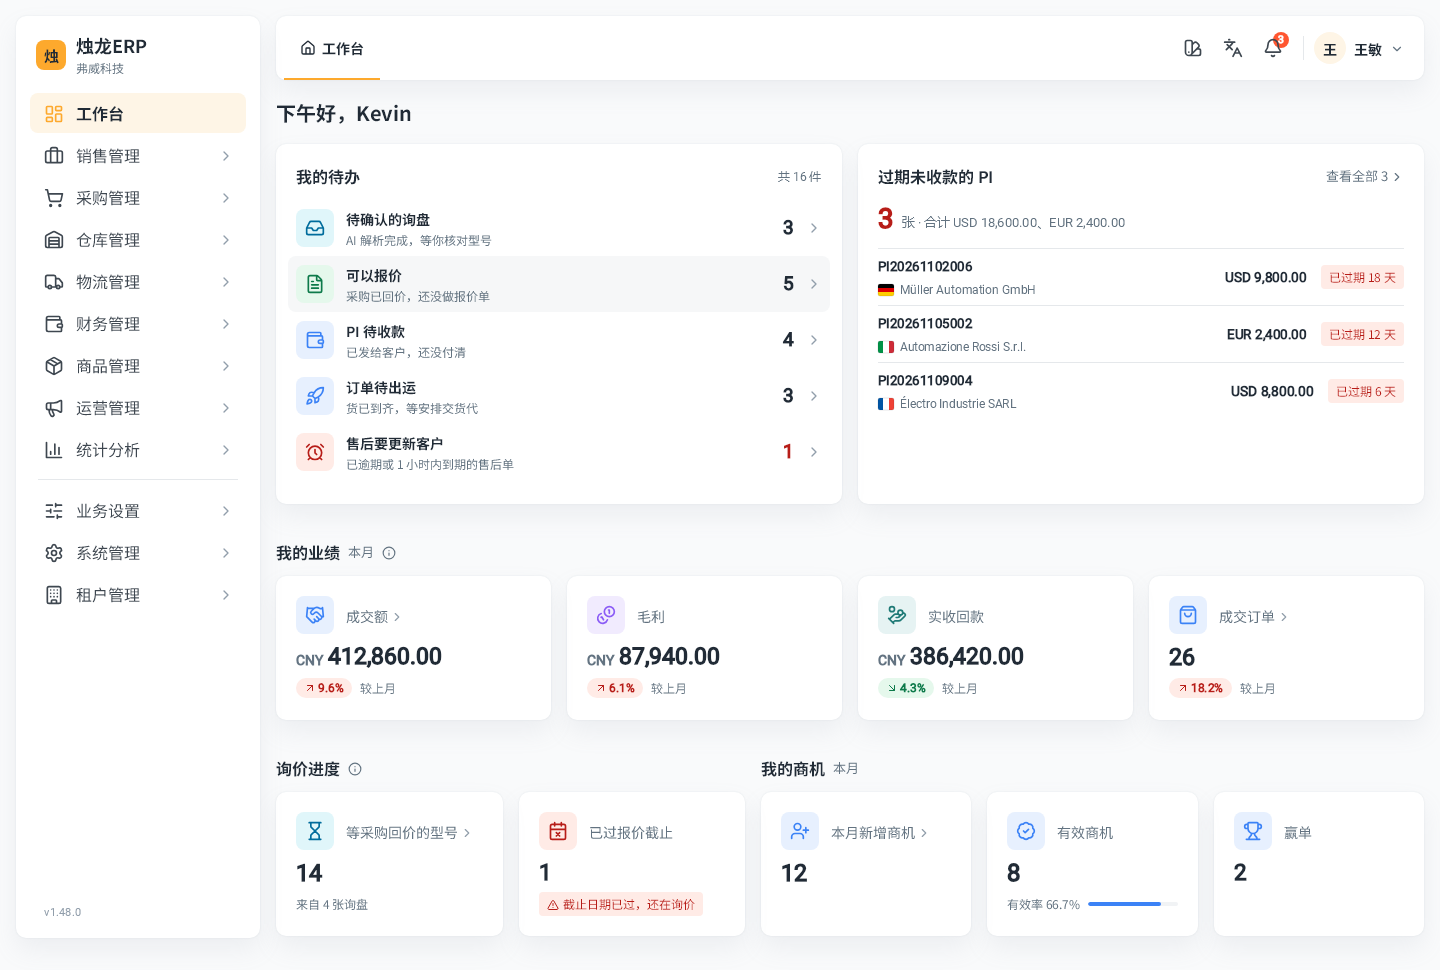 烛
烛龙ERP
弗威科技
工作台
销售管理
采购管理
仓库管理
物流管理
财务管理
商品管理
运营管理
统计分析
业务设置
系统管理
租户管理
v1.48.0
工作台
3
王
王敏
下午好，Kevin
我的待办
共 16 件
待确认的询盘
3
AI 解析完成，等你核对型号
可以报价
5
采购已回价，还没做报价单
PI 待收款
4
已发给客户，还没付清
订单待出运
3
货已到齐，等安排交货代
售后要更新客户
1
已逾期或 1 小时内到期的售后单
过期未收款的 PI
查看全部 3
3 张 · 合计 USD 18,600.00、EUR 2,400.00
PI20261102006
Müller Automation GmbH
USD 9,800.00
已过期 18 天
PI20261105002
Automazione Rossi S.r.l.
EUR 2,400.00
已过期 12 天
PI20261109004
Électro Industrie SARL
USD 8,800.00
已过期 6 天
我的业绩 本月
成交额
CNY 412,860.00
9.6% 较上月
毛利
CNY 87,940.00
6.1% 较上月
实收回款
CNY 386,420.00
4.3% 较上月
成交订单
26
18.2% 较上月
询价进度
等采购回价的型号
14
来自 4 张询盘
已过报价截止
1
截止日期已过，还在询价
我的商机 本月
本月新增商机
12
有效商机
8
有效率 66.7%
赢单
2